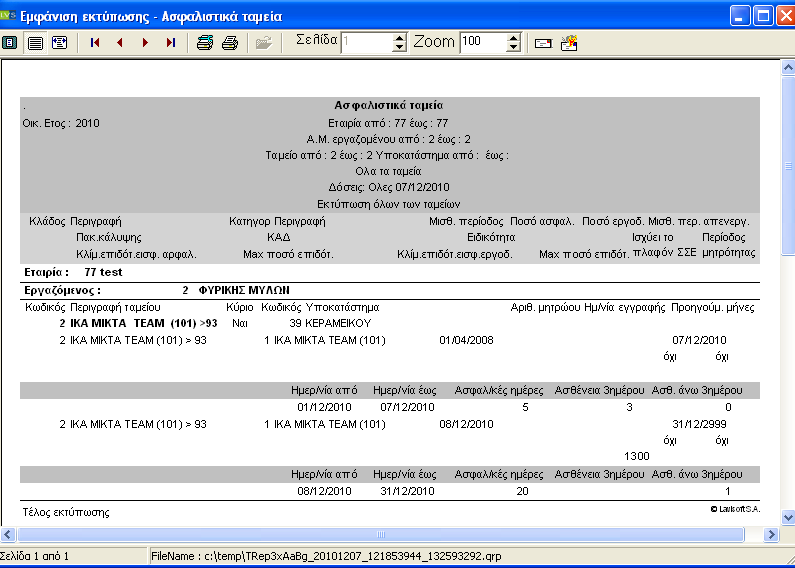 LVS Εμφάνιση εκτύπωσης - Ασφαλιστικά ταμεία
Σελίδα 1 Zoom 100
.
Ασφαλιστικά ταμεία
Οικ. Ετος : 2010 Εταιρία από : 77 έως : 77
Α.Μ. εργαζομένου από : 2 έως : 2
Ταμείο από : 2 έως : 2 Υποκατάστημα από : έως :
Ολα τα ταμεία
Δόσεις: Ολες 07/12/2010
Εκτύπωση όλων των ταμείων
Κλάδος Περιγραφή Κατηγορ Περιγραφή Μισθ. περίοδος Ποσό ασφαλ. Ποσό εργοδ. Μισθ. περ. απενεργ.
Πακ.κάλυψης ΚΑΔ Ειδικότητα Ισχύει το Περίοδος
Κλίμ.επιδότ.εισφ. αρφαλ. Max ποσό επιδότ. Κλίμ.επιδότ.εισφ.εργοδ. Max ποσό επιδότ. πλαφόν ΣΣΕ μητρότητας
Εταιρία : 77 test
Εργαζόμενος : 2 ΦΥΡΙΚΗΣ ΜΥΛΩΝ
Κωδικός Περιγραφή ταμείου Κύριο Κωδικός Υποκατάστημα Αριθ. μητρώου Ημ/νία εγγραφής Προηγούμ. μήνες
2 ΙΚΑ ΜΙΚΤΑ ΤΕΑΜ (101) >93 Ναι 39 ΚΕΡΑΜΕΙΚΟΥ
2 ΙΚΑ ΜΙΚΤΑ ΤΕΑΜ (101) > 93 1 ΙΚΑ ΜΙΚΤΑ ΤΕΑΜ (101) 01/04/2008 07/12/2010
όχι όχι
Ημερ/νία από Ημερ/νία έως Ασφαλ/κές ημέρες Ασθένεια 3ημέρου Ασθ. άνω 3ημέρου
01/12/2010 07/12/2010 5 3 0
2 ΙΚΑ ΜΙΚΤΑ ΤΕΑΜ (101) > 93 1 ΙΚΑ ΜΙΚΤΑ ΤΕΑΜ (101) 08/12/2010 31/12/2999
όχι όχι
1300
Ημερ/νία από Ημερ/νία έως Ασφαλ/κές ημέρες Ασθένεια 3ημέρου Ασθ. άνω 3ημέρου
08/12/2010 31/12/2010 20 1
Τέλος εκτύπωσης © Lavisoft S.A.
Σελίδα 1 από 1 FileName : c:\temp\TRep3xAaBg_20101207_121853944_132593292.qrp